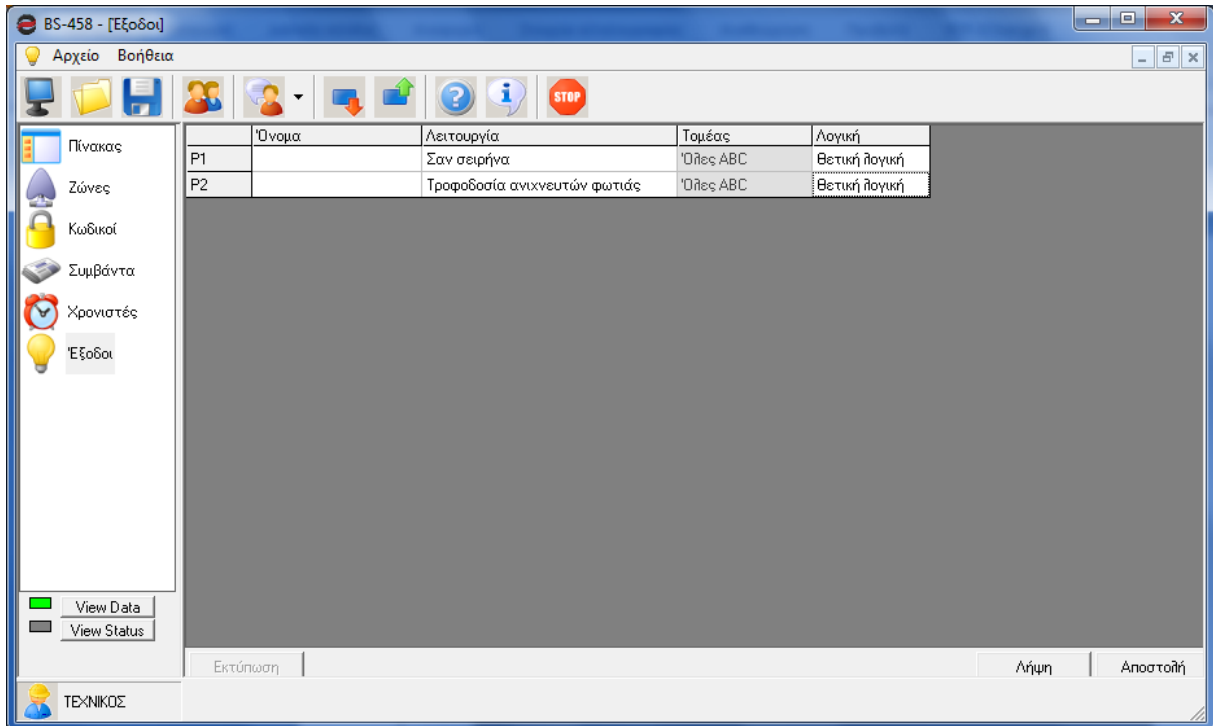 BS-458 - [Έξοδοι]
Αρχείο Βοήθεια
STOP
Πίνακας
Ζώνες
Κωδικοί
Συμβάντα
Χρονιστές
Έξοδοι
Όνομα Λειτουργία Τομέας Λογική
P1 Σαν σειρήνα Όλες ABC Θετική λογική
P2 Τροφοδοσία ανιχνευτών φωτιάς Όλες ABC Θετική λογική
View Data
View Status
Εκτύπωση Λήψη Αποστολή
ΤΕΧΝΙΚΟΣ